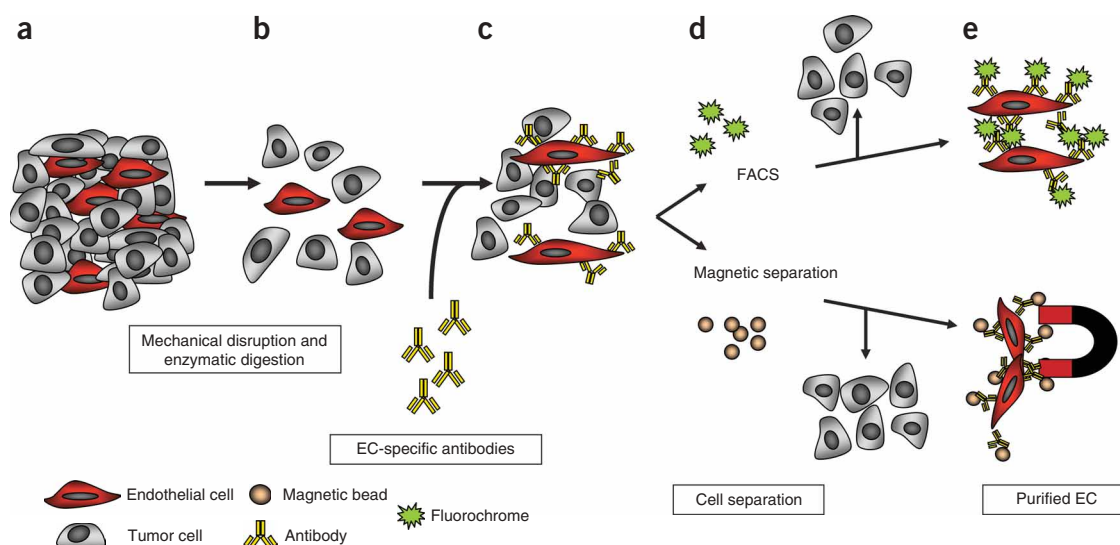 a
b
c
d
e
FACS
Magnetic separation
Mechanical disruption and
enzymatic digestion
EC-specific antibodies
Cell separation
Purified EC
Endothelial cell
Magnetic bead
Fluorochrome
Tumor cell
Antibody